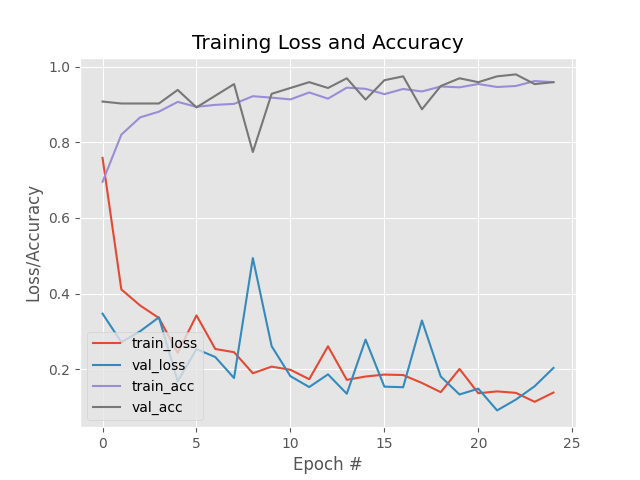 Training Loss and Accuracy
1.0
0.8
0.6
0.4
0.2
Loss/Accuracy
train_loss
val_loss
train_acc
val_acc
0 5 10 15 20 25
Epoch #